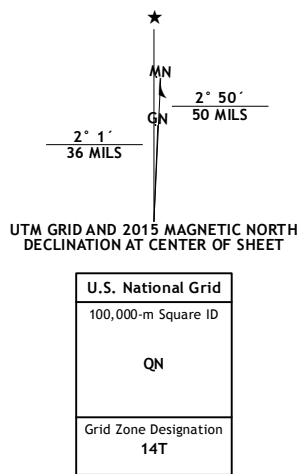 ★
MN
GN
2° 50´
50 MILS
2° 1´
36 MILS
UTM GRID AND 2015 MAGNETIC NORTH
DECLINATION AT CENTER OF SHEET
U.S. National Grid
100,000-m Square ID
QN
Grid Zone Designation
14T